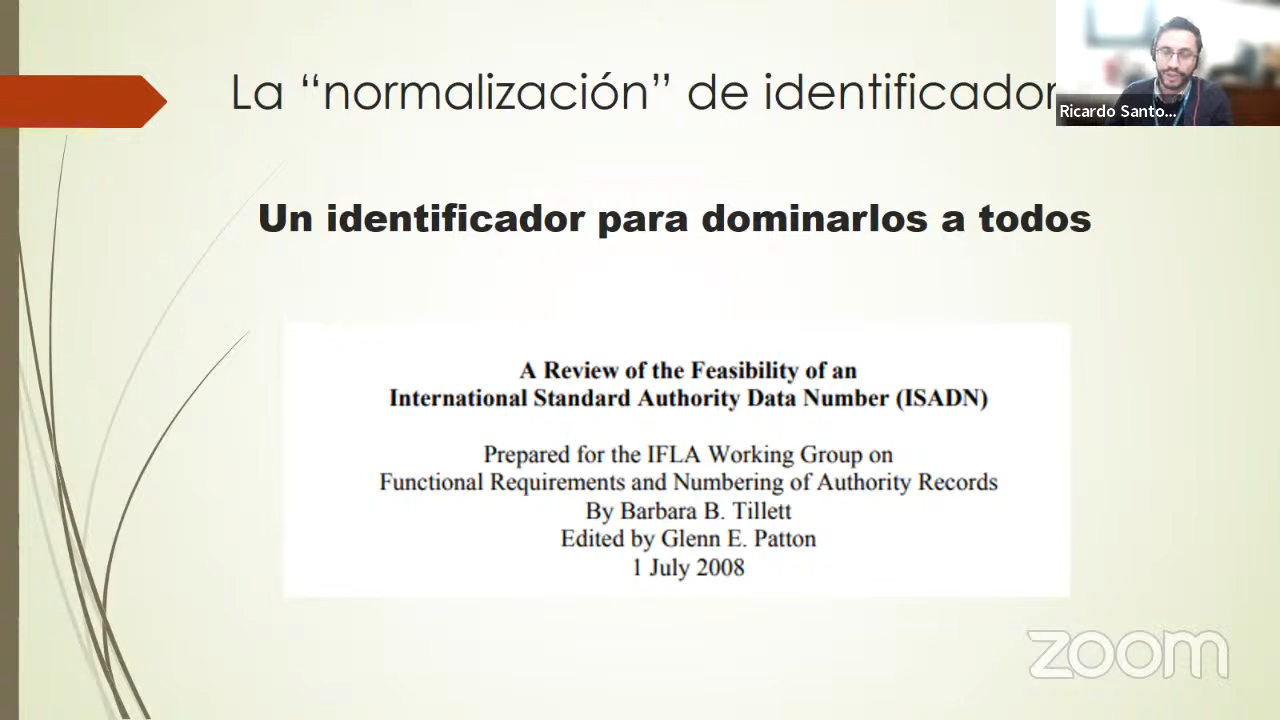 La “normalización” de identificador
Ricardo Santo...
Un identificador para dominarlos a todos
A Review of the Feasibility of an
International Standard Authority Data Number (ISADN)
Prepared for the IFLA Working Group on
Functional Requirements and Numbering of Authority Records
By Barbara B. Tillett
Edited by Glenn E. Patton
1 July 2008
zoom